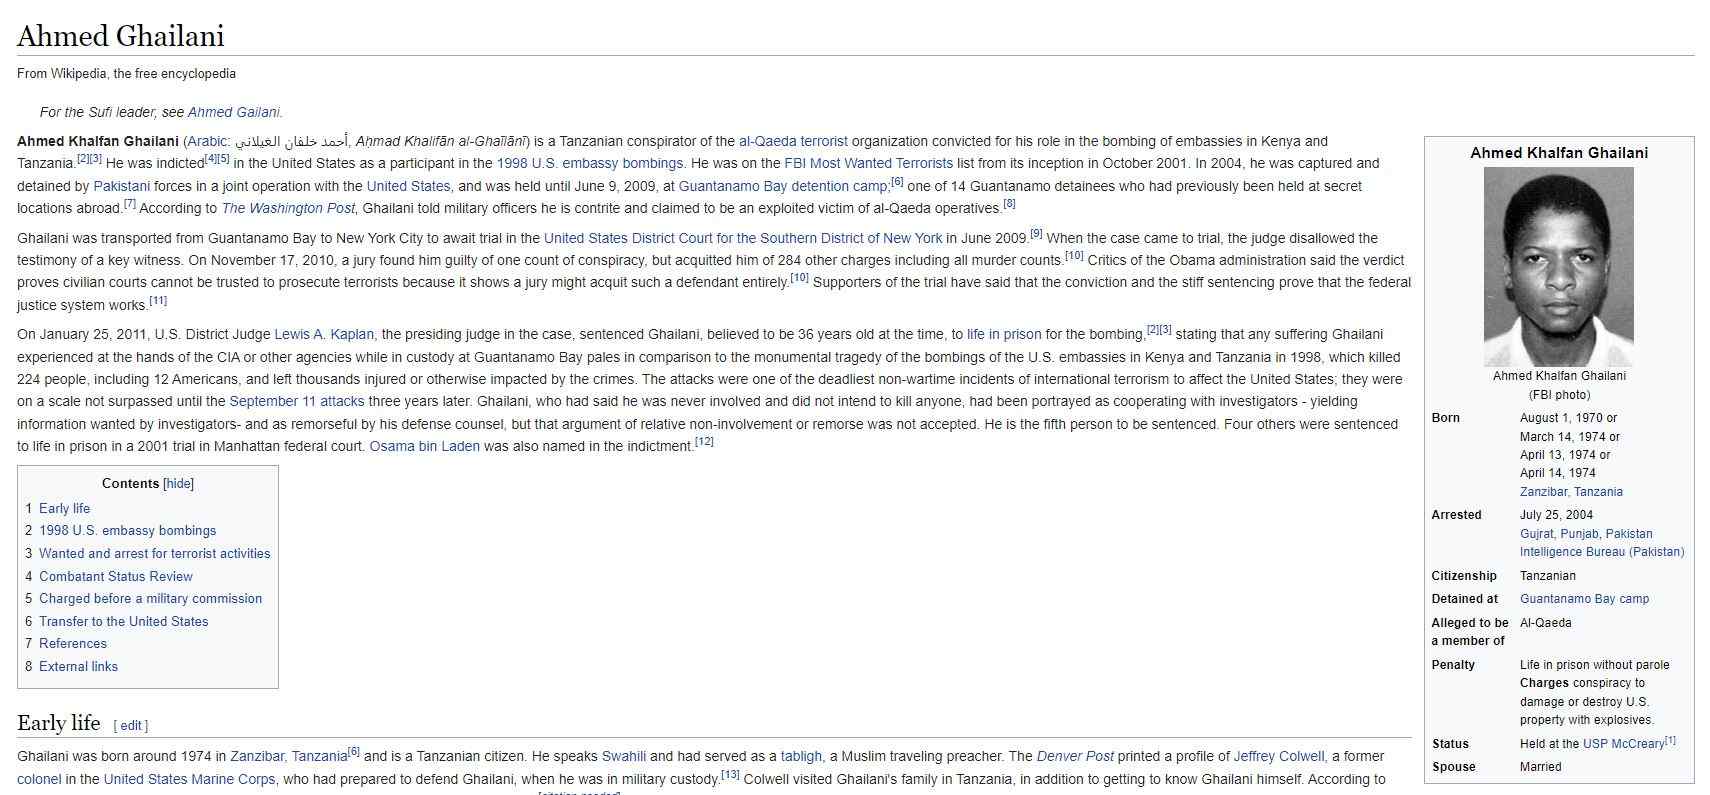 Ahmed Ghailani
From Wikipedia, the free encyclopedia
For the Sufi leader, see Ahmed Gailani.
Ahmed Khalfan Ghailani (Arabic: أحمد خلفان الغيلاني, Aḥmad Khalifān al-Ghaīlānī) is a Tanzanian conspirator of the al-Qaeda terrorist organization convicted for his role in the bombing of embassies in Kenya and
Tanzania.[2][3] He was indicted[4][5] in the United States as a participant in the 1998 U.S. embassy bombings. He was on the FBI Most Wanted Terrorists list from its inception in October 2001. In 2004, he was captured and
detained by Pakistani forces in a joint operation with the United States, and was held until June 9, 2009, at Guantanamo Bay detention camp;[6] one of 14 Guantanamo detainees who had previously been held at secret
locations abroad.[7] According to The Washington Post, Ghailani told military officers he is contrite and claimed to be an exploited victim of al-Qaeda operatives.[8]
Ghailani was transported from Guantanamo Bay to New York City to await trial in the United States District Court for the Southern District of New York in June 2009.[9] When the case came to trial, the judge disallowed the
testimony of a key witness. On November 17, 2010, a jury found him guilty of one count of conspiracy, but acquitted him of 284 other charges including all murder counts.[10] Critics of the Obama administration said the verdict
proves civilian courts cannot be trusted to prosecute terrorists because it shows a jury might acquit such a defendant entirely.[10] Supporters of the trial have said that the conviction and the stiff sentencing prove that the federal
justice system works.[11]
On January 25, 2011, U.S. District Judge Lewis A. Kaplan, the presiding judge in the case, sentenced Ghailani, believed to be 36 years old at the time, to life in prison for the bombing,[2][3] stating that any suffering Ghailani
experienced at the hands of the CIA or other agencies while in custody at Guantanamo Bay pales in comparison to the monumental tragedy of the bombings of the U.S. embassies in Kenya and Tanzania in 1998, which killed
224 people, including 12 Americans, and left thousands injured or otherwise impacted by the crimes. The attacks were one of the deadliest non-wartime incidents of international terrorism to affect the United States; they were
on a scale not surpassed until the September 11 attacks three years later. Ghailani, who had said he was never involved and did not intend to kill anyone, had been portrayed as cooperating with investigators - yielding
information wanted by investigators- and as remorseful by his defense counsel, but that argument of relative non-involvement or remorse was not accepted. He is the fifth person to be sentenced. Four others were sentenced
to life in prison in a 2001 trial in Manhattan federal court. Osama bin Laden was also named in the indictment.[12]
Contents [hide]
1 Early life
2 1998 U.S. embassy bombings
3 Wanted and arrest for terrorist activities
4 Combatant Status Review
5 Charged before a military commission
6 Transfer to the United States
7 References
8 External links
Early life [ edit ]
Ghailani was born around 1974 in Zanzibar, Tanzania[6] and is a Tanzanian citizen. He speaks Swahili and had served as a tabligh, a Muslim traveling preacher. The Denver Post printed a profile of Jeffrey Colwell, a former
colonel in the United States Marine Corps, who had prepared to defend Ghailani, when he was in military custody.[13] Colwell visited Ghailani's family in Tanzania, in addition to getting to know Ghailani himself. According to
Ahmed Khalfan Ghailani
Ahmed Khalfan Ghailani
(FBI photo)
Born August 1, 1970 or
March 14, 1974 or
April 13, 1974 or
April 14, 1974
Zanzibar, Tanzania
Arrested July 25, 2004
Gujrat, Punjab, Pakistan
Intelligence Bureau (Pakistan)
Citizenship Tanzanian
Detained at Guantanamo Bay camp
Alleged to be Al-Qaeda
a member of
Penalty Life in prison without parole
Charges conspiracy to
damage or destroy U.S.
property with explosives.
Status Held at the USP McCreary[1]
Spouse Married